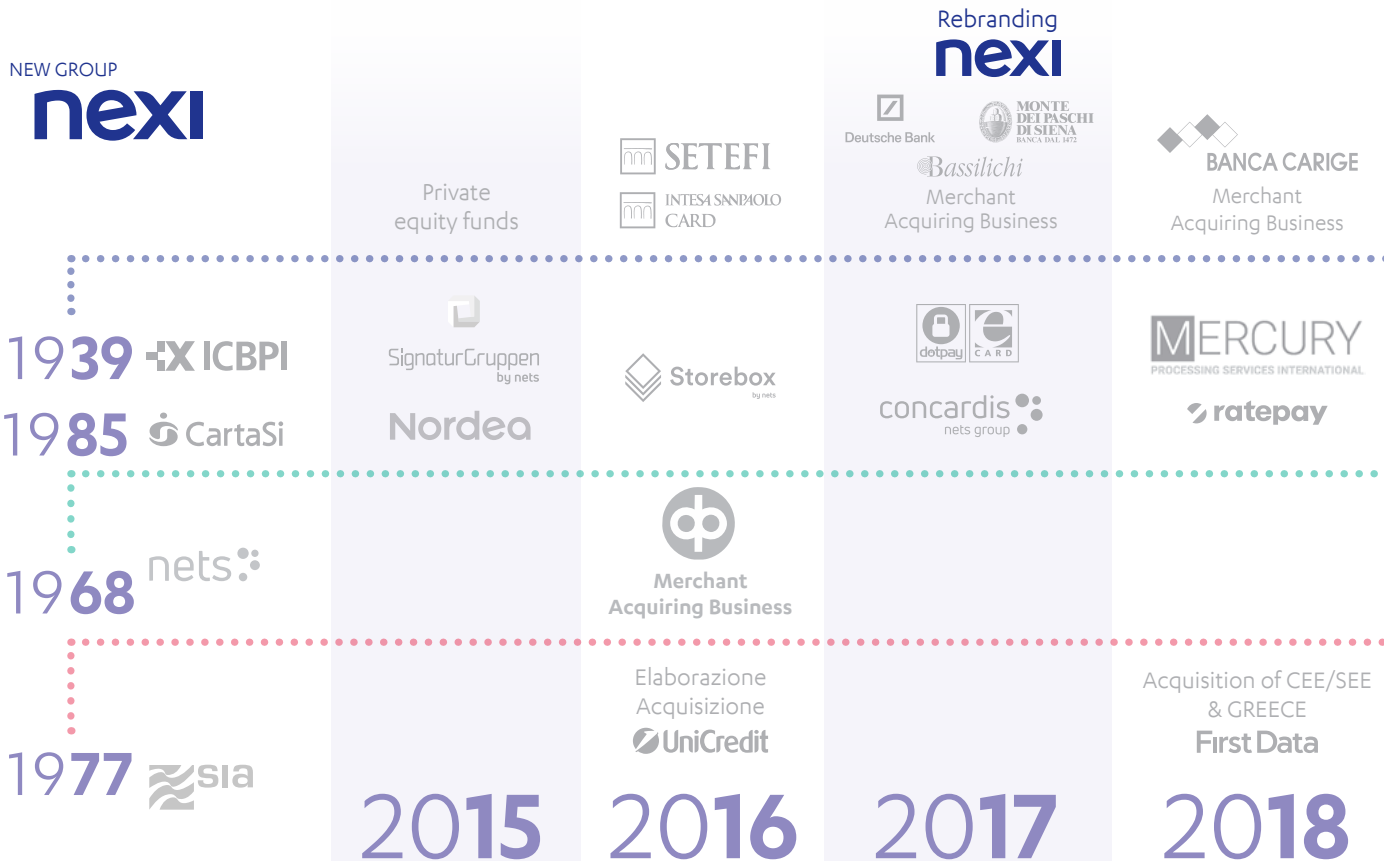 NEW GROUP
nexi
Private
equity funds
SETEFI
INTESA SANPAOLO
CARD
Rebranding
nexi
Deutsche Bank
MONTE
DEI PASCHI
DI SIENA
BANCA DAL 1472
Bassilichi
Merchant
Acquiring Business
BANCA CARIGE
Merchant
Acquiring Business
1939
ICBPI
1985
CartaSi
SignaturGruppen
by nets
Nordea
Storebox
by nets
dotpay
eCARD
concardis
nets group
MERCURY
PROCESSING SERVICES INTERNATIONAL
ratepay
1968
nets
Merchant
Acquiring Business
1977
sia
Elaborazione
Acquisizione
UniCredit
Acquisition of CEE/SEE
& GREECE
First Data
2015
2016
2017
2018